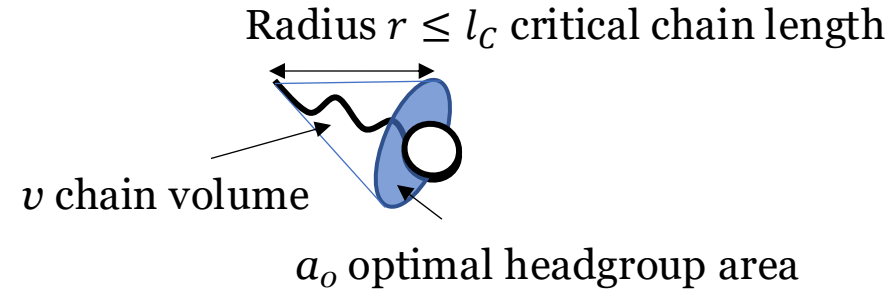 Radius r ≤ l_C critical chain length
v chain volume
a_o optimal headgroup area